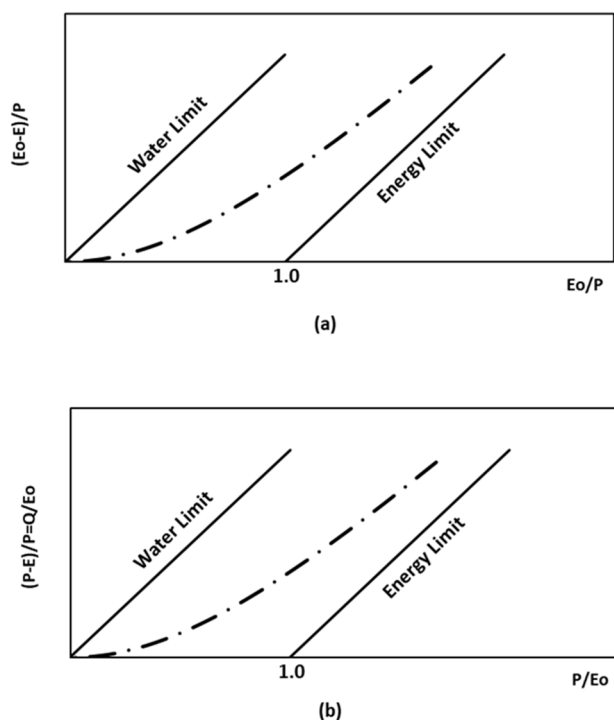 (Eo-E)/P
Water Limit
Energy Limit
1.0
Eo/P
(a)
(P-E)/P=Q/Eo
Water Limit
Energy Limit
1.0
P/Eo
(b)